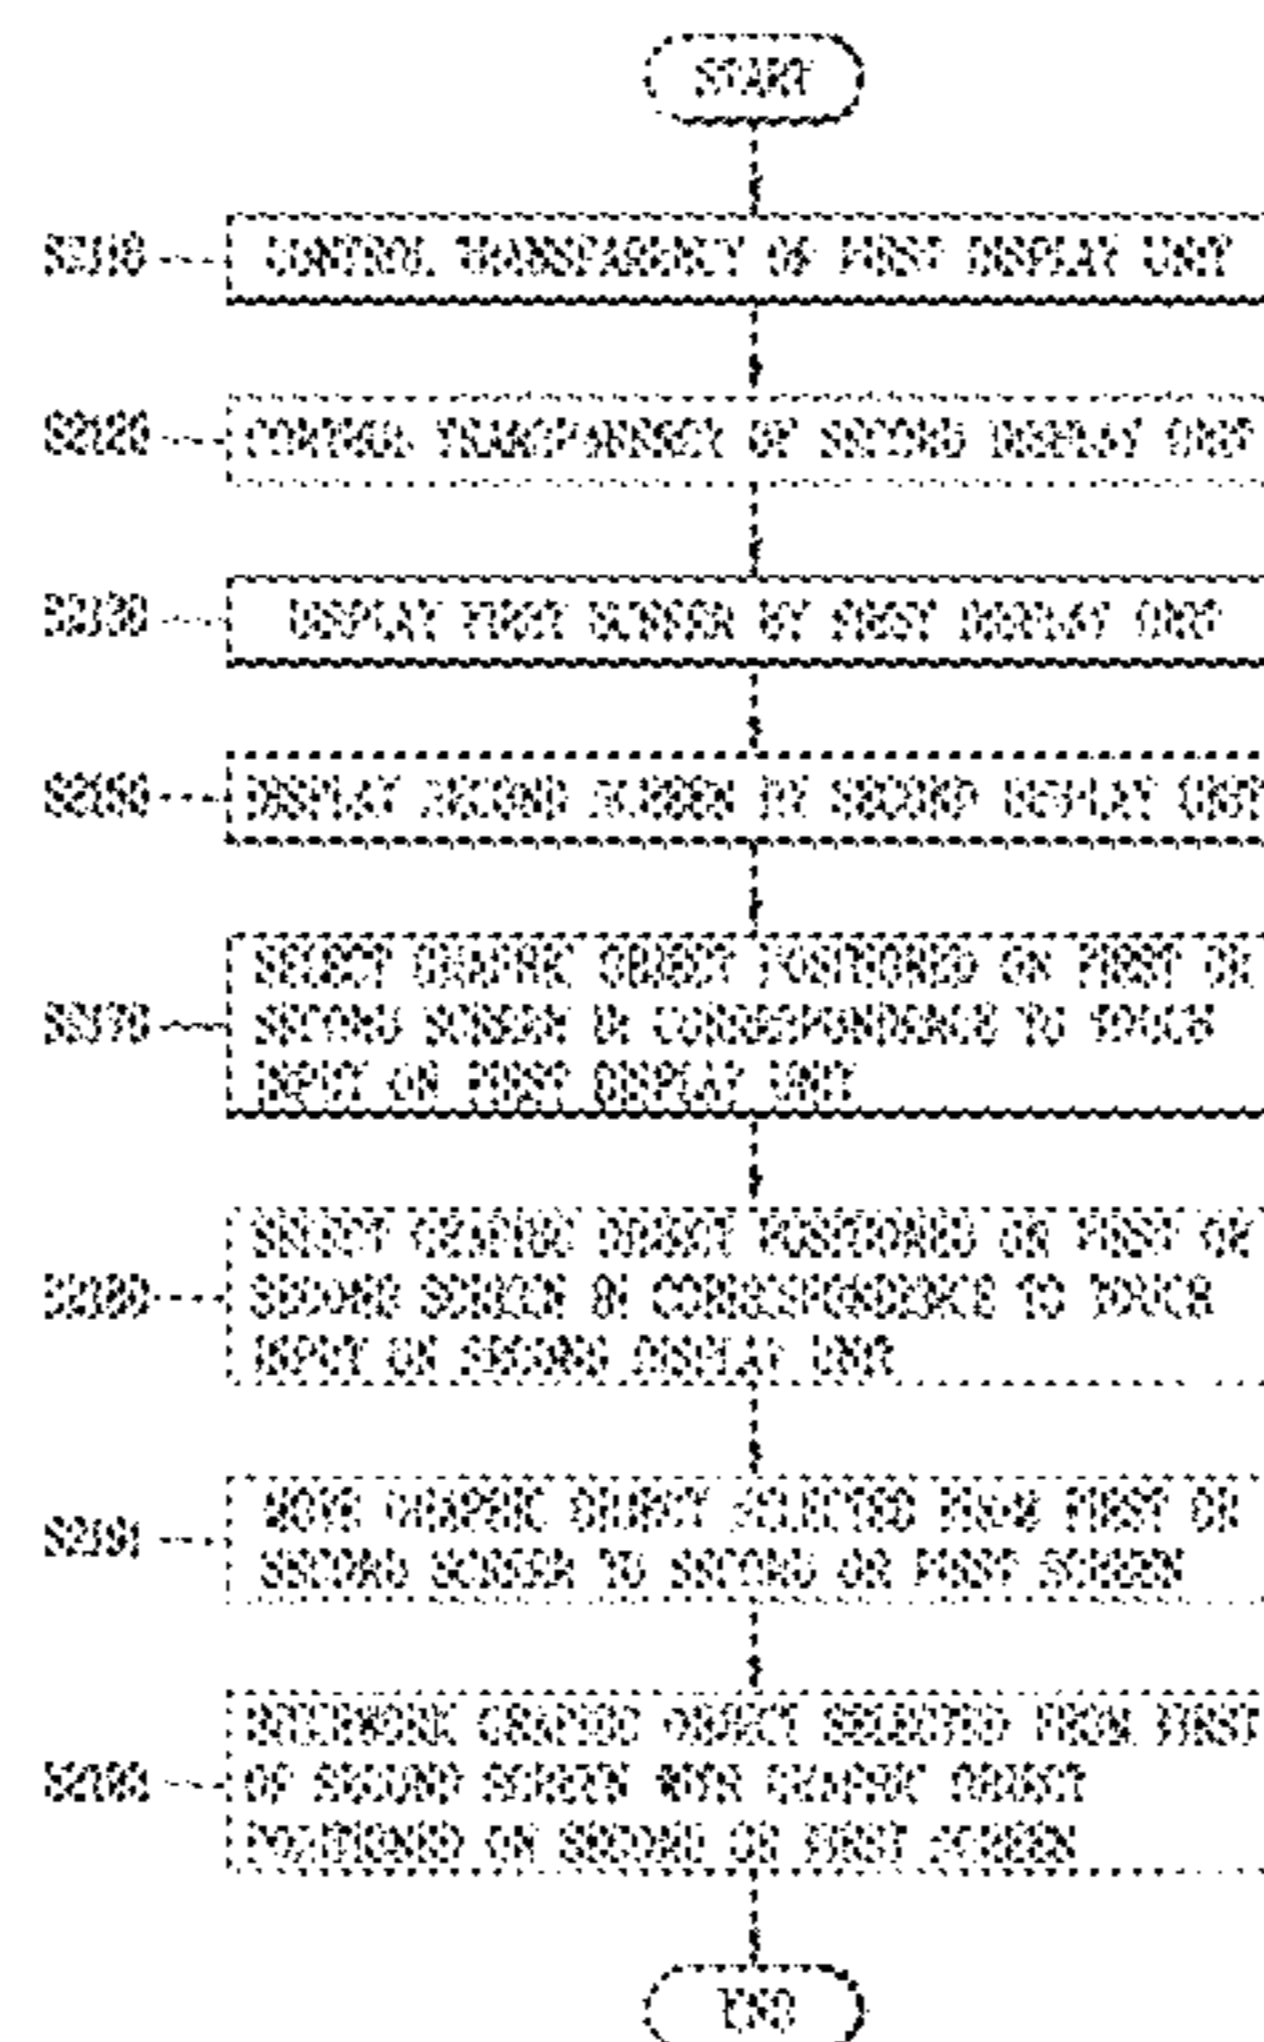 START
CONTROL TRANSPARENCY OF FIRST DISPLAY UNIT
S2120
CONTROL TRANSPARENCY OF SECOND DISPLAY UNIT
DISPLAY FIRST SCREEN BY FIRST DISPLAY UNIT
DISPLAY SECOND SCREEN BY SECOND DISPLAY UNIT
SELECT GRAPHIC OBJECT POSITIONED ON FIRST OR
SECOND SCREEN IN CORRESPONDENCE TO TOUCH
INPUT ON FIRST DISPLAY UNIT
SELECT GRAPHIC OBJECT POSITIONED ON FIRST OR
SECOND SCREEN IN CORRESPONDENCE TO TOUCH
INPUT ON SECOND DISPLAY UNIT
MOVE GRAPHIC OBJECT SELECTED FROM FIRST OR
SECOND SCREEN TO SECOND OR FIRST SCREEN
INTERWORK GRAPHIC OBJECT SELECTED FROM FIRST
OF SECOND SCREEN WITH GRAPHIC OBJECT
POSITIONED ON SECOND OR FIRST SCREEN
END